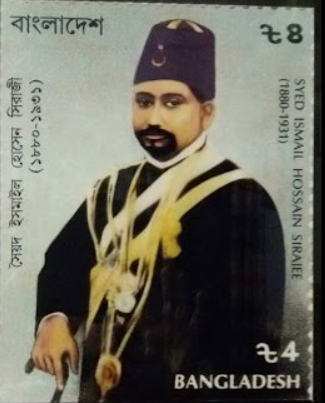 বাংলাদেশ
৳ ৪
সৈয়দ ইসমাইল হোসেন সিরাজী
(১৮৮০-১৯৩১)
SYED ISMAIL HOSSAIN SIRAJEE
(1880-1931)
৳ 4
BANGLADESH